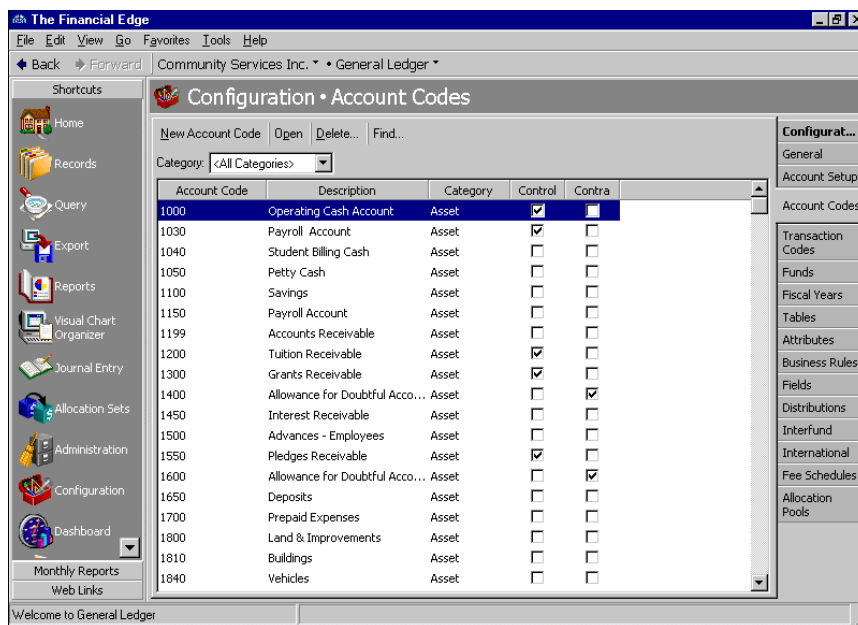 The Financial Edge
File Edit View Go Favorites Tools Help
Back Forward Community Services Inc. • General Ledger
Shortcuts
Home
Records
Query
Export
Reports
Visual Chart
Organizer
Journal Entry
Allocation Sets
Administration
Configuration
Dashboard
Monthly Reports
Web Links
Configuration • Account Codes
New Account Code Open Delete... Find...
Category: <All Categories>
Account Code Description Category Control Contra
1000 Operating Cash Account Asset
1030 Payroll Account Asset
1040 Student Billing Cash Asset
1050 Petty Cash Asset
1100 Savings Asset
1150 Payroll Account Asset
1199 Accounts Receivable Asset
1200 Tuition Receivable Asset
1300 Grants Receivable Asset
1400 Allowance for Doubtful Acco... Asset
1450 Interest Receivable Asset
1500 Advances - Employees Asset
1550 Pledges Receivable Asset
1600 Allowance for Doubtful Acco... Asset
1650 Deposits Asset
1700 Prepaid Expenses Asset
1800 Land & Improvements Asset
1810 Buildings Asset
1840 Vehicles Asset
Configurat...
General
Account Setup
Account Codes
Transaction
Codes
Funds
Fiscal Years
Tables
Attributes
Business Rules
Fields
Distributions
Interfund
International
Fee Schedules
Allocation
Pools
Welcome to General Ledger